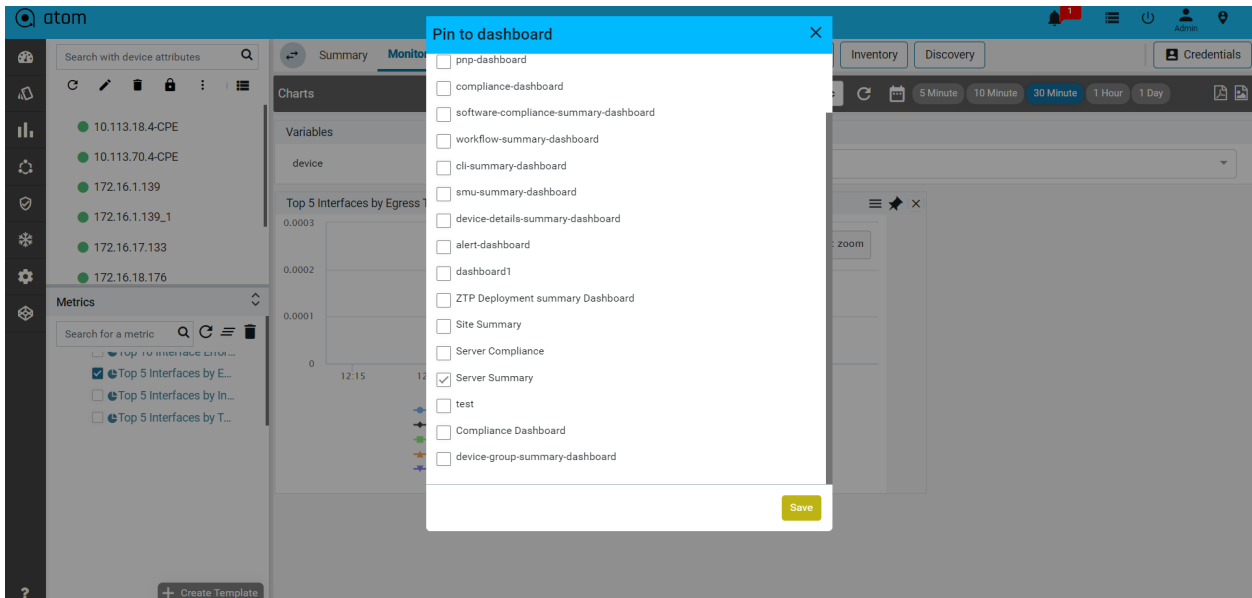 atom
1
Admin
Search with device attributes
Summary
Monitor
Inventory
Discovery
Credentials
Charts
5 Minute
10 Minute
30 Minute
1 Hour
1 Day
10.113.18.4-CPE
10.113.70.4-CPE
172.16.1.139
172.16.1.139_1
172.16.17.133
172.16.18.176
Metrics
Search for a metric
Top 10 Interface Error...
Top 5 Interfaces by E...
Top 5 Interfaces by In...
Top 5 Interfaces by T...
+ Create Template
?
Variables
device
Top 5 Interfaces by Egress T
0.0003
0.0002
0.0001
0
12:15
12
zoom
Pin to dashboard
pnp-dashboard
compliance-dashboard
software-compliance-summary-dashboard
workflow-summary-dashboard
cli-summary-dashboard
smu-summary-dashboard
device-details-summary-dashboard
alert-dashboard
dashboard1
ZTP Deployment summary Dashboard
Site Summary
Server Compliance
Server Summary
test
Compliance Dashboard
device-group-summary-dashboard
Save